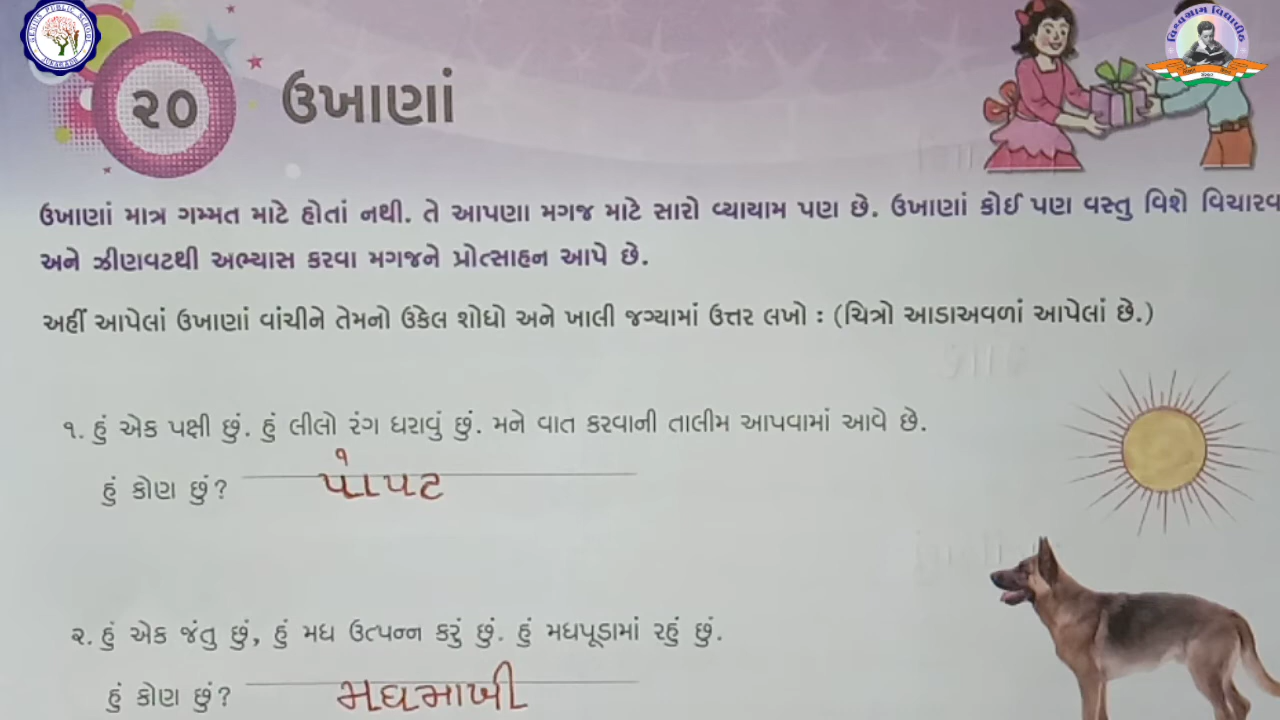 ૨૦
ઉખાણાં
વિશ્વગ્રામ વિદ્યાપીઠ
ઉખાણાં માત્ર ગમ્મત માટે હોતાં નથી. તે આપણા મગજ માટે સારો વ્યાયામ પણ છે. ઉખાણાં કોઈ પણ વસ્તુ વિશે વિચારવ
અને ઝીણવટથી અભ્યાસ કરવા મગજને પ્રોત્સાહન આપે છે.
અહીં આપેલાં ઉખાણાં વાંચીને તેમનો ઉકેલ શોધો અને ખાલી જગ્યામાં ઉત્તર લખો : (ચિત્રો આડાઅવળાં આપેલાં છે.)
૧. હું એક પક્ષી છું. હું લીલો રંગ ધરાવું છું. મને વાત કરવાની તાલીમ આપવામાં આવે છે.
હું કોણ છું? પોપટ
૨. હું એક જંતુ છું, હું મધ ઉત્પન્ન કરું છું. હું મધપૂડામાં રહું છું.
હું કોણ છું? મધમાખી